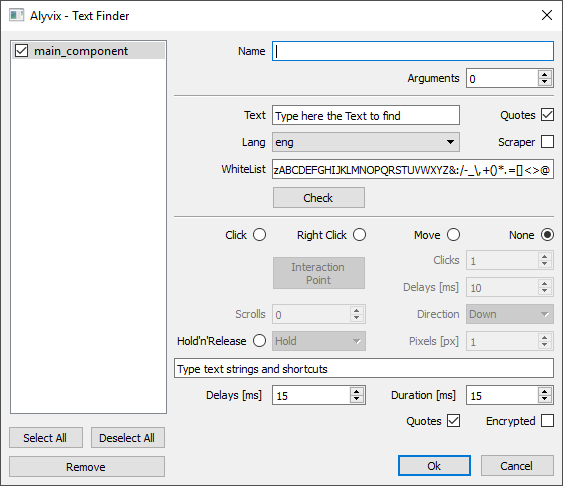 Alyvix - Text Finder
main_component
Name
Arguments 0
Text Type here the Text to find Quotes
Lang eng Scraper
WhiteList zABCDEFGHIJKLMNOPQRSTUVWXYZ&:/-_\,+()*.=[]<>@
Check
Click Right Click Move None
Interaction Point
Clicks 1
Delays [ms] 10
Scrolls 0 Direction Down
Hold'n'Release Hold Pixels [px] 1
Type text strings and shortcuts
Delays [ms] 15 Duration [ms] 15
Quotes Encrypted
Select All Deselect All
Remove
Ok Cancel